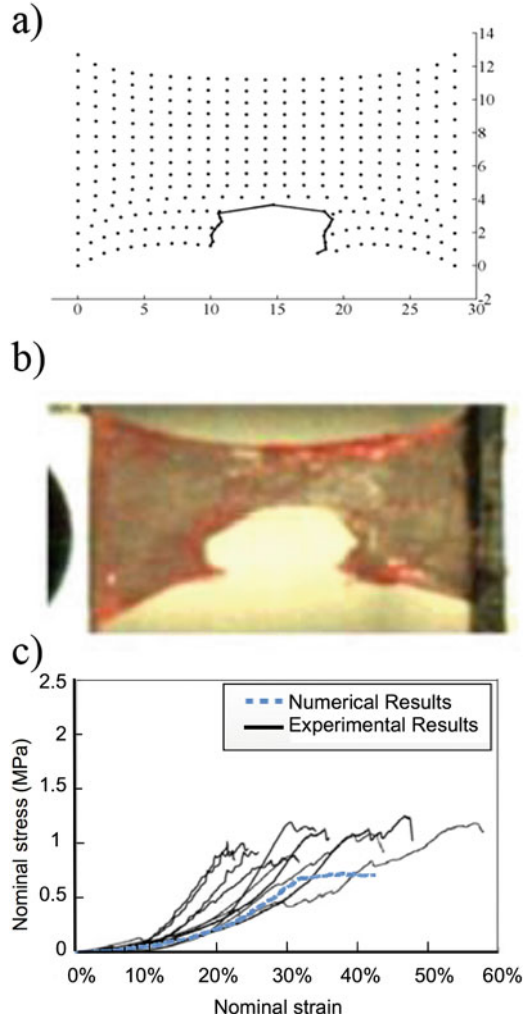 a)
14
12
10
8
6
4
2
0
-2
0 5 10 15 20 25 30
b)
c)
2.5
2
1.5
1
0.5
0
Nominal stress (MPa)
Numerical Results
Experimental Results
0% 10% 20% 30% 40% 50% 60%
Nominal strain